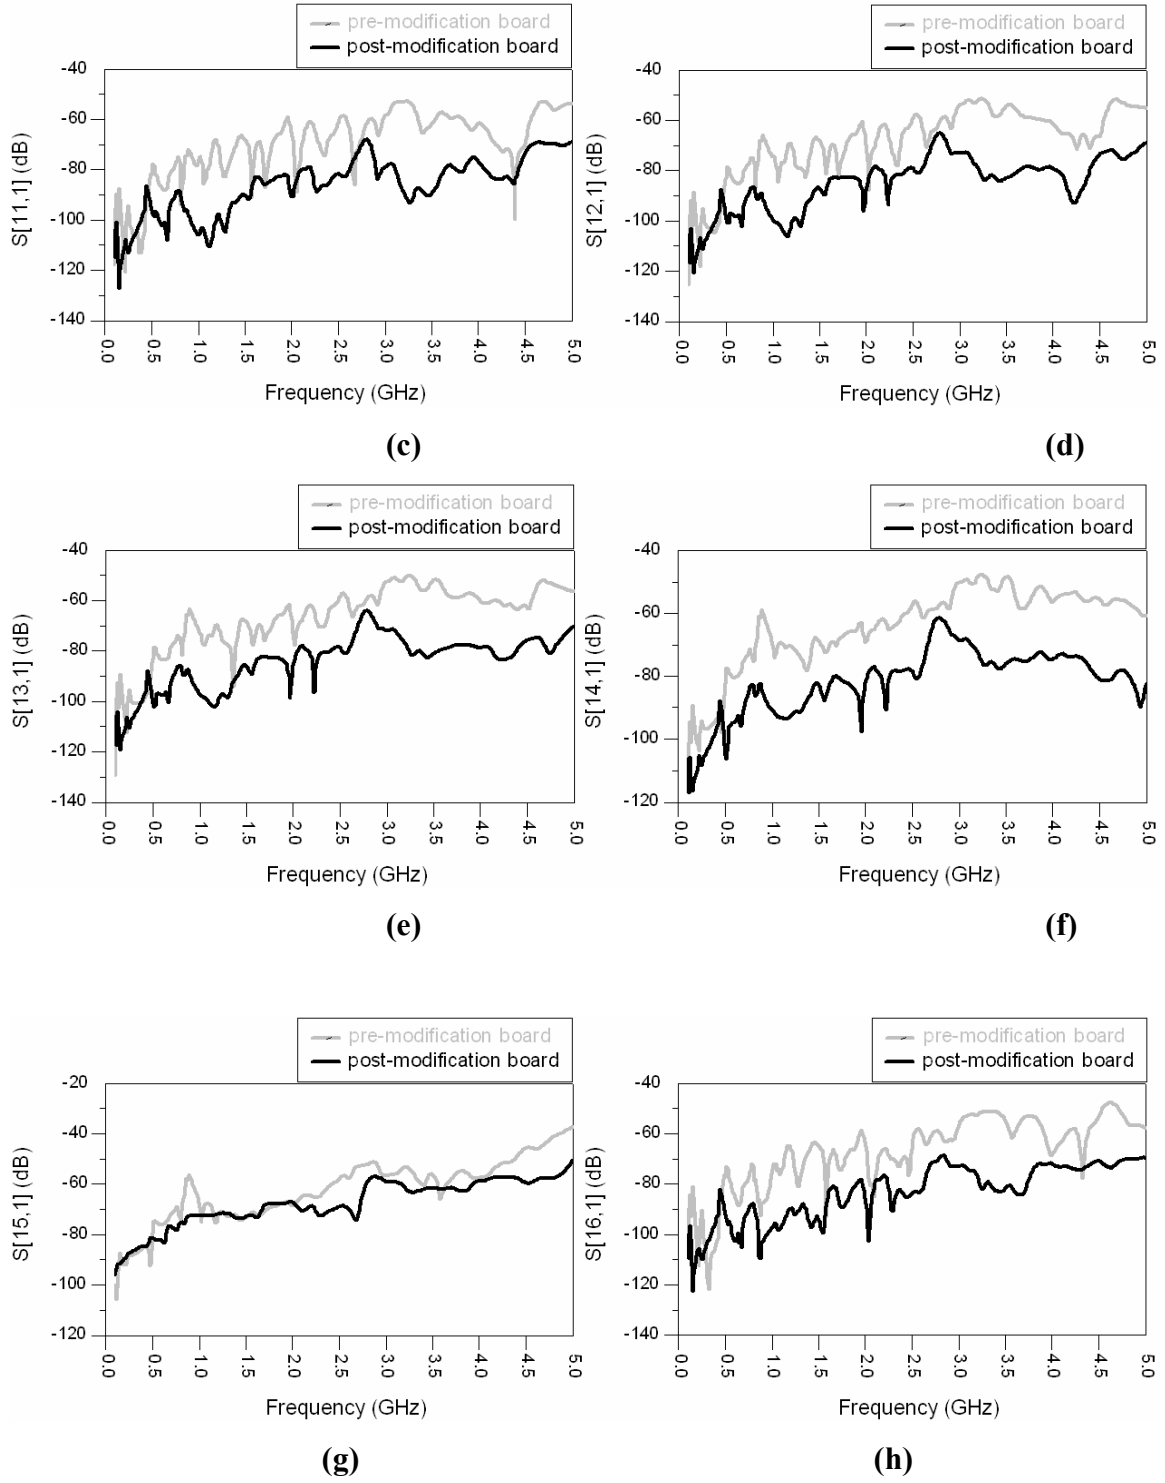 pre-modification board
post-modification board
-40
-60
-80
-100
-120
-140
S[11,1] (dB)
0.0 0.5 1.0 1.5 2.0 2.5 3.0 3.5 4.0 4.5 5.0
Frequency (GHz)
(c)
pre-modification board
post-modification board
-40
-60
-80
-100
-120
-140
S[12,1] (dB)
0.0 0.5 1.0 1.5 2.0 2.5 3.0 3.5 4.0 4.5 5.0
Frequency (GHz)
(d)
pre-modification board
post-modification board
-40
-60
-80
-100
-120
-140
S[13,1] (dB)
0.0 0.5 1.0 1.5 2.0 2.5 3.0 3.5 4.0 4.5 5.0
Frequency (GHz)
(e)
pre-modification board
post-modification board
-40
-60
-80
-100
-120
S[14,1] (dB)
0.0 0.5 1.0 1.5 2.0 2.5 3.0 3.5 4.0 4.5 5.0
Frequency (GHz)
(f)
pre-modification board
post-modification board
-20
-40
-60
-80
-100
-120
S[15,1] (dB)
0.0 0.5 1.0 1.5 2.0 2.5 3.0 3.5 4.0 4.5 5.0
Frequency (GHz)
(g)
pre-modification board
post-modification board
-40
-60
-80
-100
-120
-140
S[16,1] (dB)
0.0 0.5 1.0 1.5 2.0 2.5 3.0 3.5 4.0 4.5 5.0
Frequency (GHz)
(h)